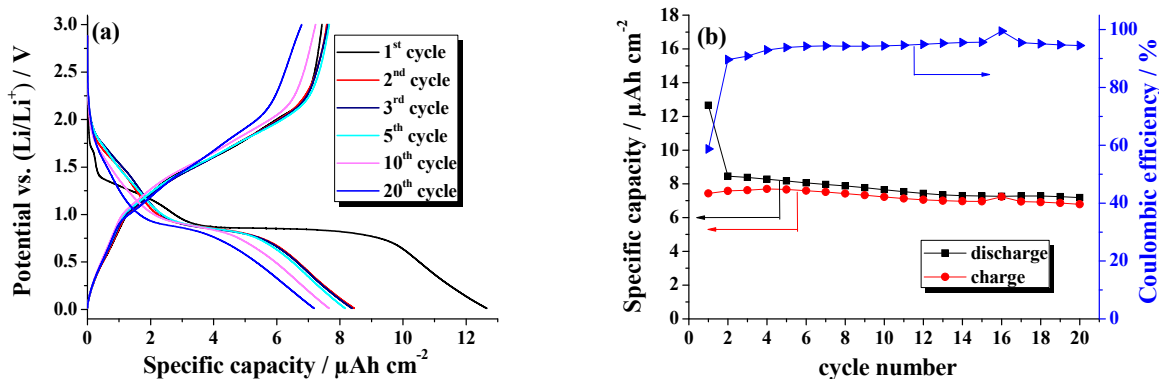 (a)
Potential vs. (Li/Li⁺) / V
3.0
2.5
2.0
1.5
1.0
0.5
0.0
1ˢᵗ cycle
2ⁿᵈ cycle
3ʳᵈ cycle
5ᵗʰ cycle
10ᵗʰ cycle
20ᵗʰ cycle
0 2 4 6 8 10 12
Specific capacity / µAh cm⁻²
(b)
Specific capacity / µAh cm⁻²
18
16
14
12
10
8
6
4
2
0
discharge
charge
0 2 4 6 8 10 12 14 16 18 20
cycle number
100
80
60
40
20
0
Coulombic efficiency / %